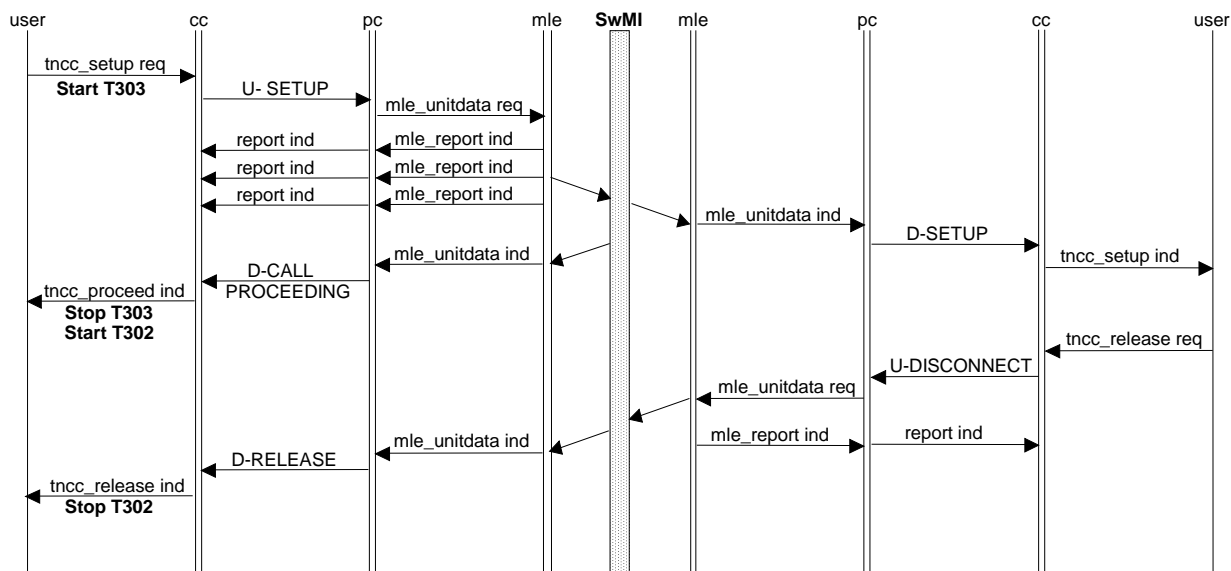 user cc pc mle SwMI mle pc cc user
tncc_setup req
Start T303
U- SETUP
mle_unitdata req
report ind mle_report ind
report ind mle_report ind
report ind mle_report ind
mle_unitdata ind
D-SETUP
mle_unitdata ind
tncc_setup ind
D-CALL
PROCEEDING
tncc_proceed ind
Stop T303
Start T302
tncc_release req
U-DISCONNECT
mle_unitdata req
mle_unitdata ind
mle_report ind report ind
D-RELEASE
tncc_release ind
Stop T302